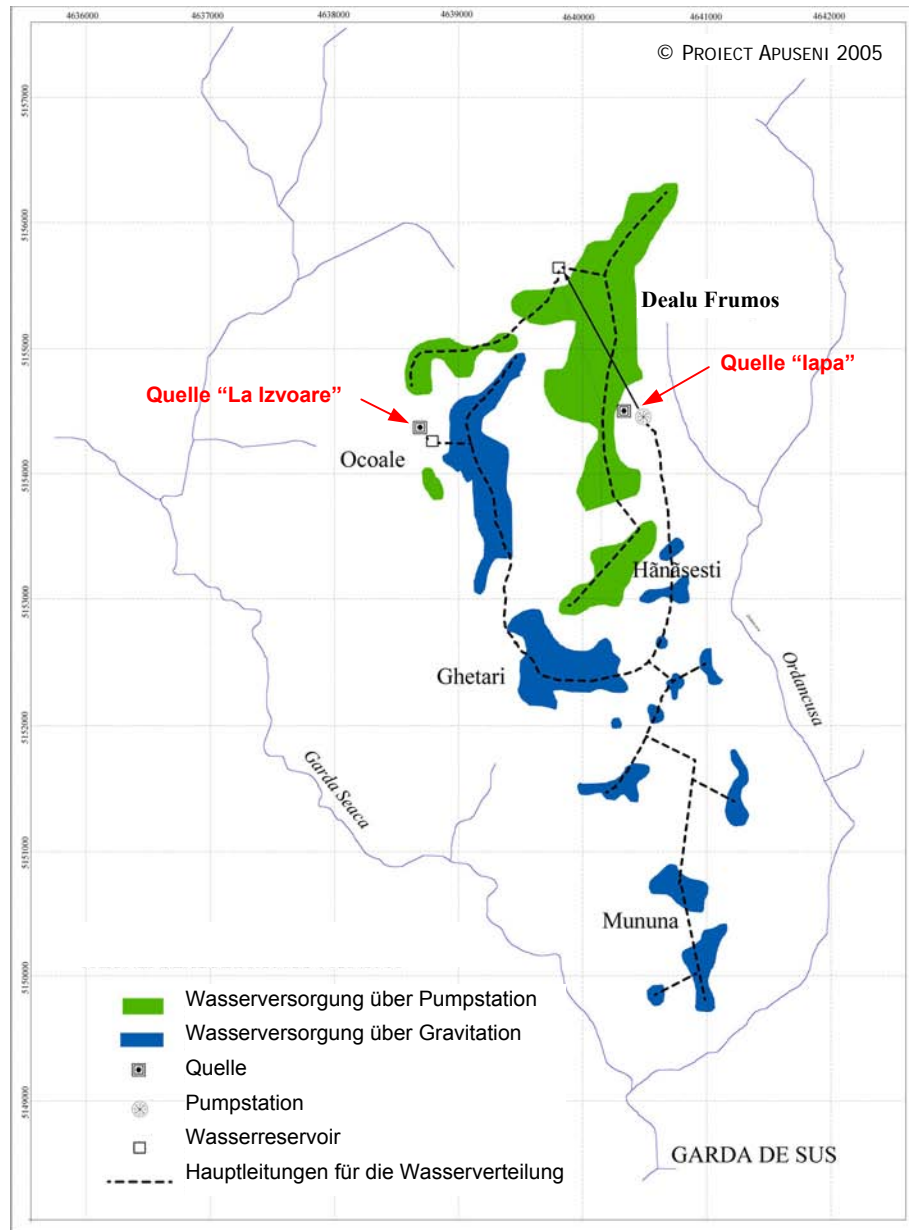 4636000 4637000 4638000 4639000 4640000 4641000 4642000
© PROIECT APUSENI 2005
5157000
5156000
5155000
5154000
5153000
5152000
5151000
5150000
5149000
Dealu Frumos
Quelle “Iapa”
Quelle “La Izvoare”
Ocoale
Hãnãsesti
Ghetari
Ordancusa
Garda Seaca
Mununa
Wasserversorgung über Pumpstation
Wasserversorgung über Gravitation
Quelle
Pumpstation
Wasserreservoir
Hauptleitungen für die Wasserverteilung
GARDA DE SUS